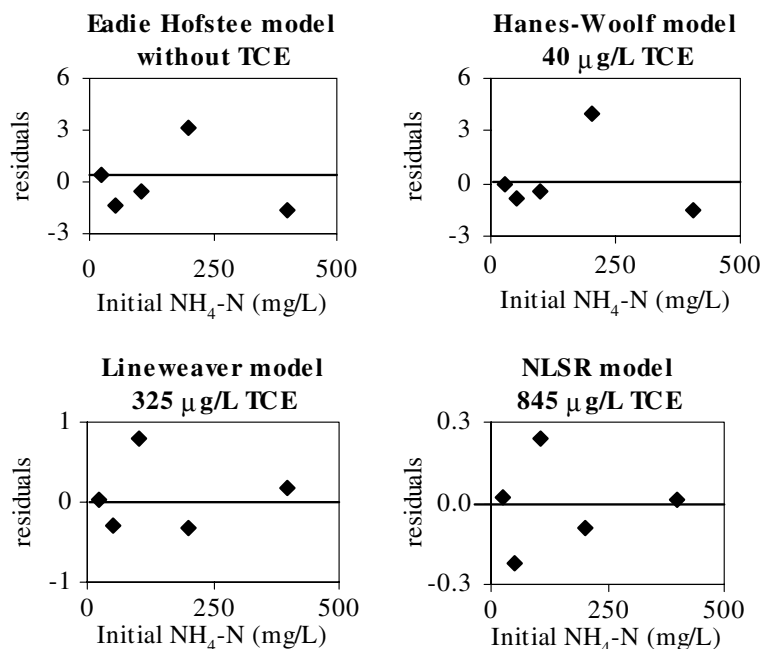 Eadie Hofstee model
without TCE
6
3
0
-3
residuals
0
250
500
Initial NH4-N (mg/L)
Hanes-Woolf model
40 µg/L TCE
6
3
0
-3
residuals
0
250
500
Initial NH4-N (mg/L)
Lineweaver model
325 µg/L TCE
1
0
-1
residuals
0
250
500
Initial NH4-N (mg/L)
NLSR model
845 µg/L TCE
0.3
0.0
-0.3
residuals
0
250
500
Initial NH4-N (mg/L)